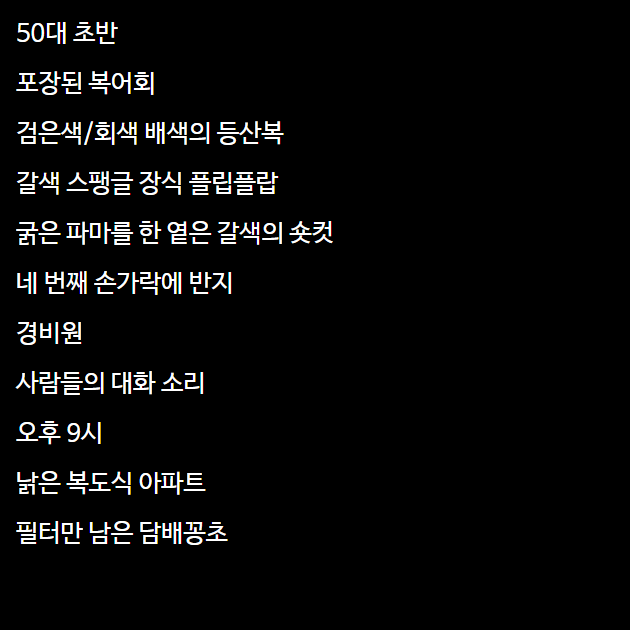 50대 초반
포장된 복어회
검은색/회색 배색의 등산복
갈색 스팽글 장식 플립플랍
굵은 파마를 한 옅은 갈색의 숏컷
네 번째 손가락에 반지
경비원
사람들의 대화 소리
오후 9시
낡은 복도식 아파트
필터만 남은 담배꽁초